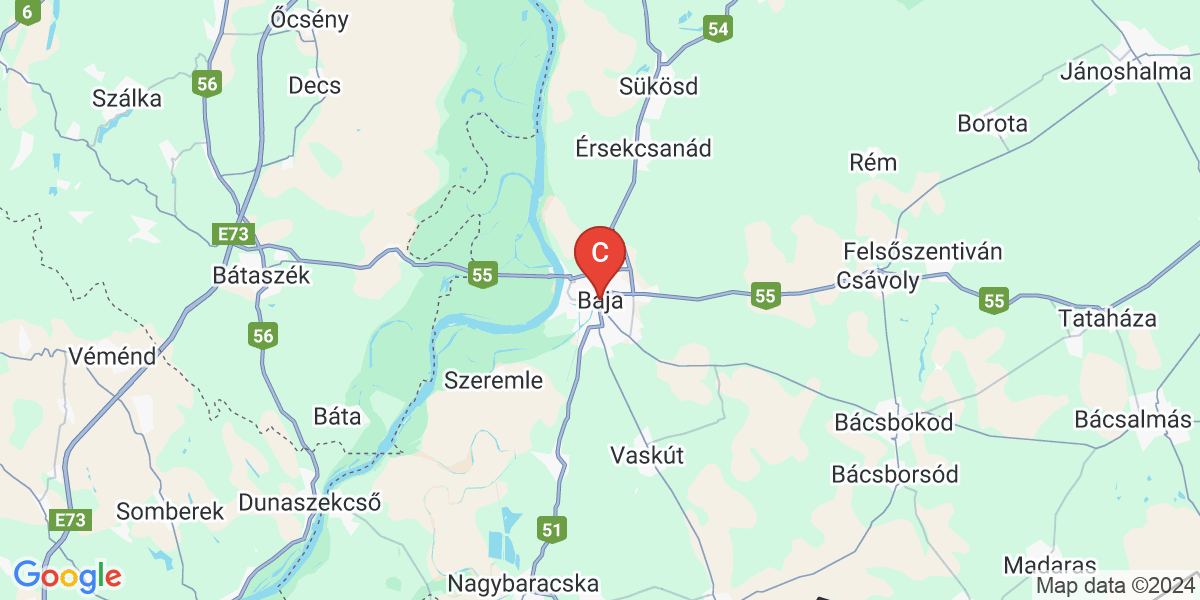 6
Őcsény
54
Jánoshalma
56
Decs
Sükösd
Szálka
Borota
Érsekcsanád
Rém
E73
C
Felsőszentiván
Bátaszék
55
Csávoly
55
Baja
55
Tataháza
56
Véménd
Szeremle
Báta
Bácsbokod
Bácsalmás
Vaskút
Bácsborsód
Dunaszekcső
Somberek
E73
51
Madaras
Google
Nagybaracska
Map data ©2024